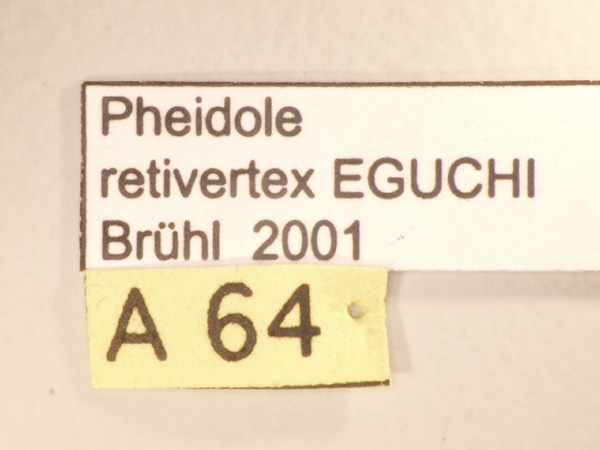 Pheidole
retivertex EGUCHI
Brühl 2001
A 64